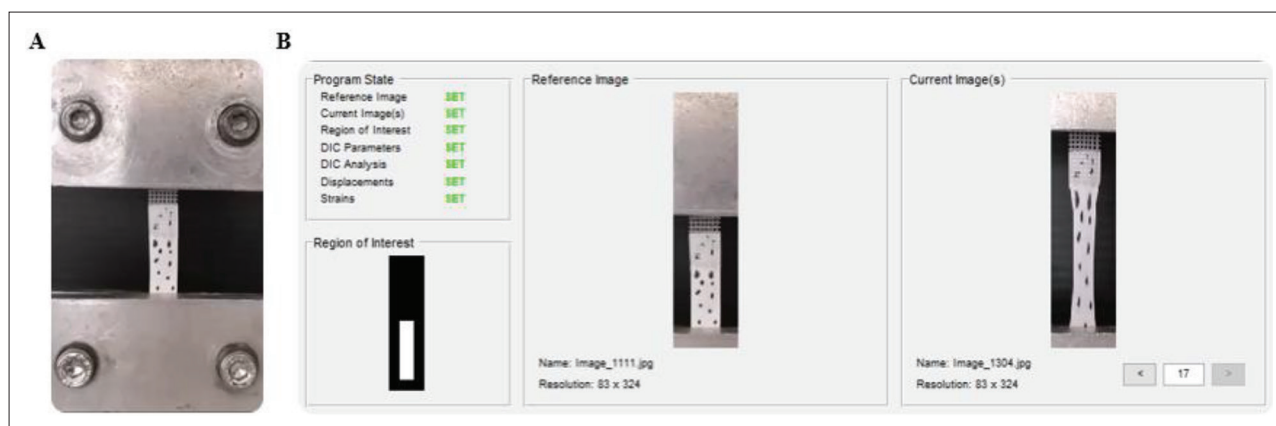 A
B
Program State
Reference Image SET
Current Image(s) SET
Region of Interest SET
DIC Parameters SET
DIC Analysis SET
Displacements SET
Strains SET
Region of Interest
Reference Image
Name: Image_1111.jpg
Resolution: 83 x 324
Current Image(s)
Name: Image_1304.jpg
Resolution: 83 x 324
< 17 >